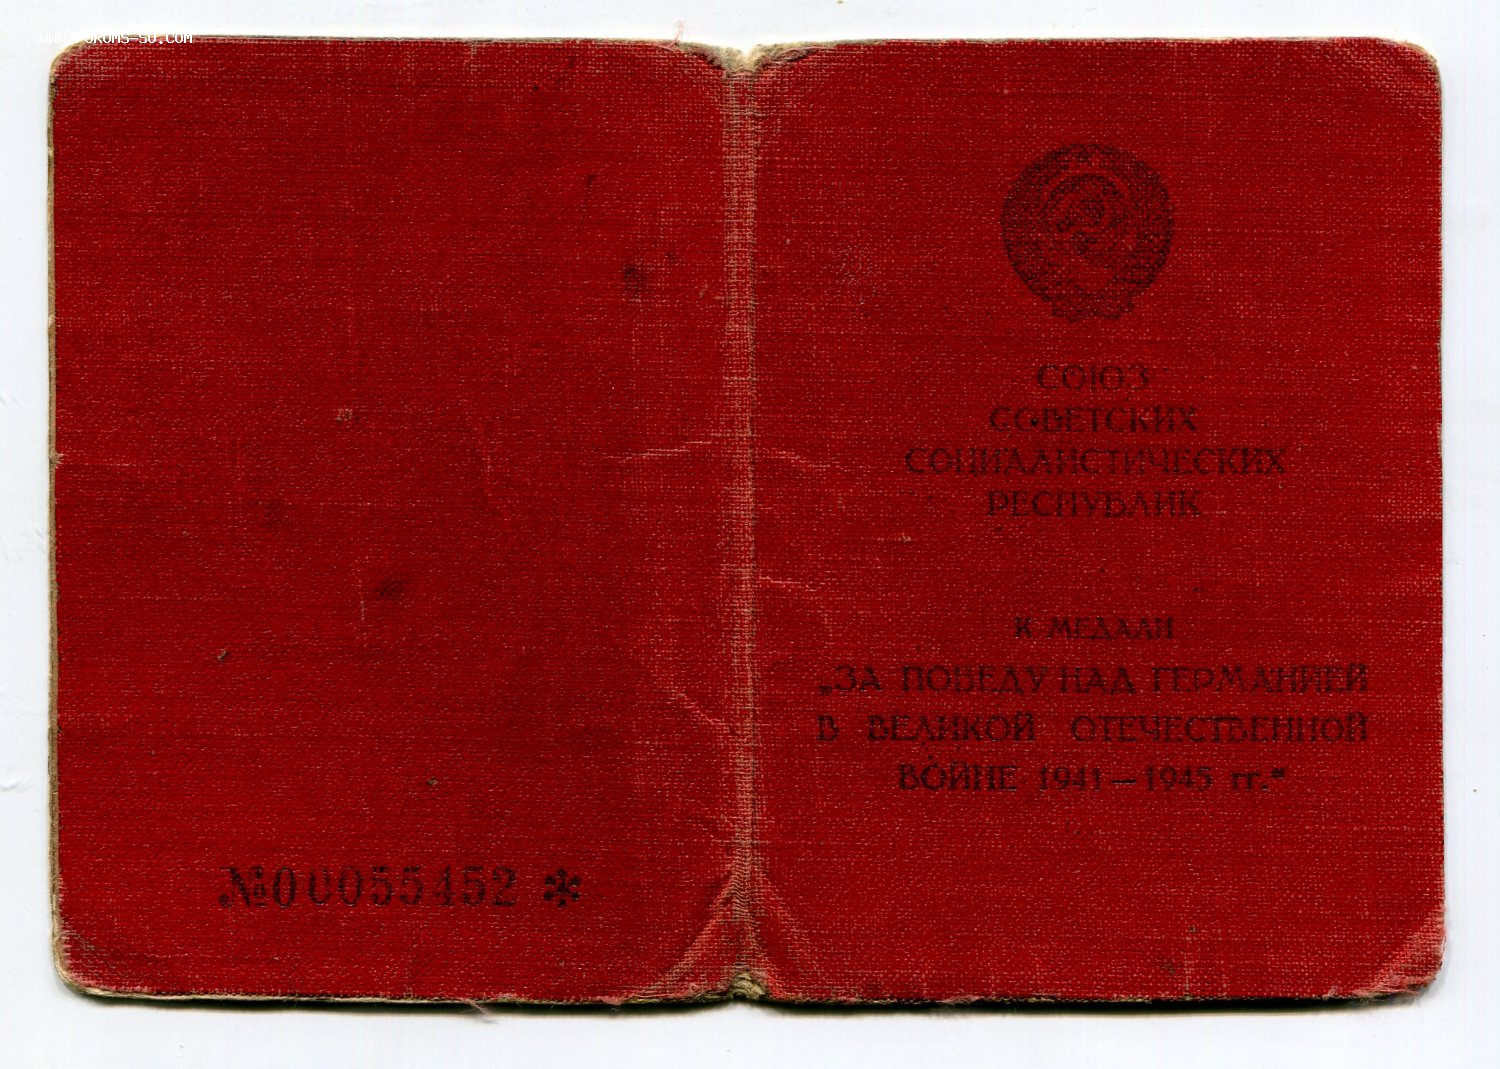 №00055452 *
СОЮЗ
СОВЕТСКИХ
СОЦИАЛИСТИЧЕСКИХ
РЕСПУБЛИК
К МЕДАЛИ
„ЗА ПОБЕДУ НАД ГЕРМАНИЕЙ
В ВЕЛИКОЙ ОТЕЧЕСТВЕННОЙ
ВОЙНЕ 1941—1945 гг.“